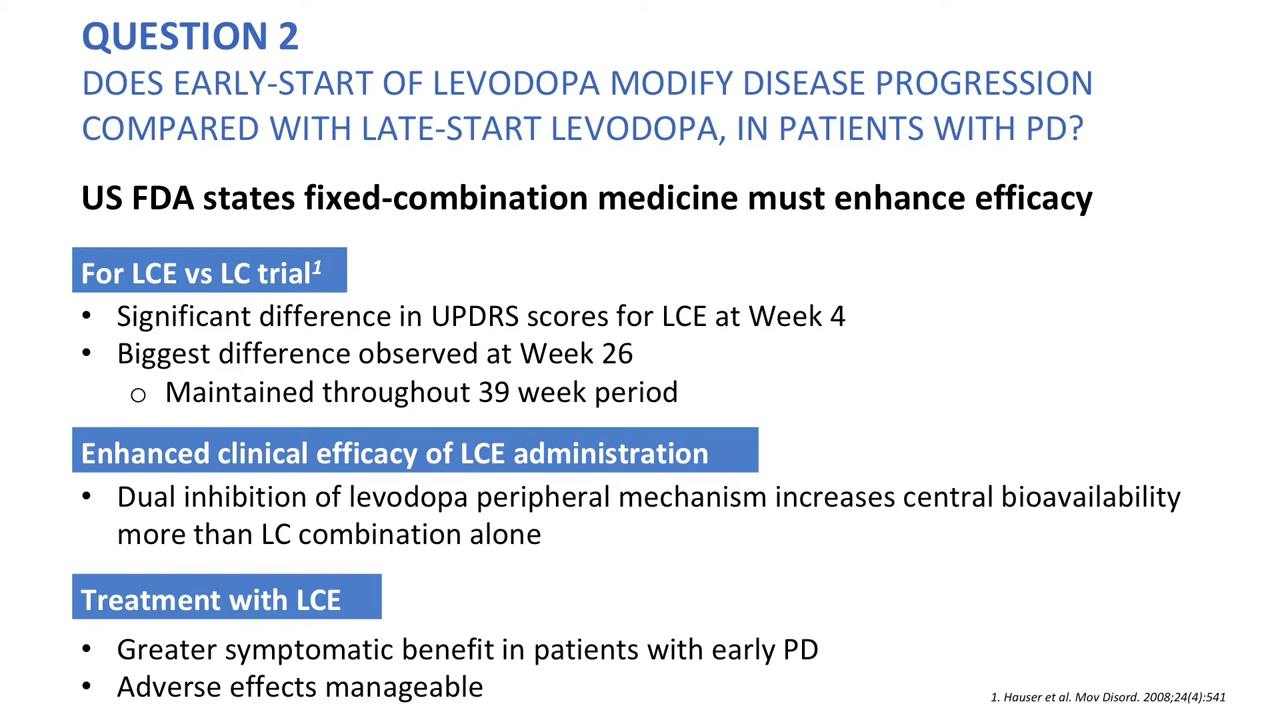 QUESTION 2
DOES EARLY-START OF LEVODOPA MODIFY DISEASE PROGRESSION
COMPARED WITH LATE-START LEVODOPA, IN PATIENTS WITH PD?
US FDA states fixed-combination medicine must enhance efficacy
For LCE vs LC trial¹
• Significant difference in UPDRS scores for LCE at Week 4
• Biggest difference observed at Week 26
o Maintained throughout 39 week period
Enhanced clinical efficacy of LCE administration
• Dual inhibition of levodopa peripheral mechanism increases central bioavailability
more than LC combination alone
Treatment with LCE
• Greater symptomatic benefit in patients with early PD
• Adverse effects manageable
1. Hauser et al. Mov Disord. 2008;24(4):541